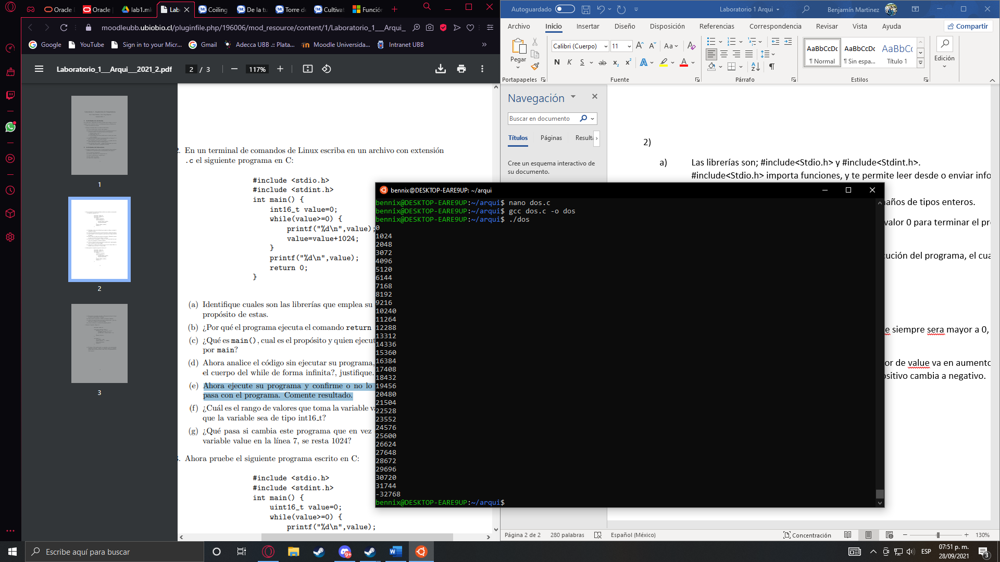 Oracle
Oracle
lab1.m
Lab
Coiling
De la tu
Torre d
Cultivat
Funciór
moodleubb.ubiobio.cl/pluginfile.php/196006/mod_resource/content/1/Laboratorio_1___Arqui_
Google
YouTube
Sign in to your Micr...
Gmail
Adecca UBB .:: Plata...
Moodle Universida...
Intranet UBB
»
Laboratorio_1___Arqui___2021_2.pdf
2 / 3
117%
1
2
3
2. En un terminal de comandos de Linux escriba en un archivo con extensión
.c el siguiente programa en C:
#include <stdio.h>
#include <stdint.h>
int main() {
int16_t value=0;
while(value>=0) {
printf("%d\n",value);
value=value+1024;
}
printf("%d\n",value);
return 0;
}
(a) Identifique cuales son las librerías que emplea su
propósito de estas.
(b) ¿Por qué el programa ejecuta el comando return
(c) ¿Qué es main(), cual es el propósito y quien ejecut
por main?
(d) Ahora analice el código sin ejecutar su programa,
el cuerpo del while de forma infinita?, justifique.
(e) Ahora ejecute su programa y confirme o no lo
pasa con el programa. Comente resultado.
(f) ¿Cuál es el rango de valores que toma la variable va
que la variable sea de tipo int16_t?
(g) ¿Qué pasa si cambia este programa que en vez
variable value en la línea 7, se resta 1024?
3. Ahora pruebe el siguiente programa escrito en C:
#include <stdio.h>
#include <stdint.h>
int main() {
uint16_t value=0;
while(value>=0) {
printf("%d\n",value);
Autoguardado
Laboratorio 1 Arqui
Benjamín Martinez
Archivo
Inicio
Insertar
Diseño
Disposición
Referencias
Correspondencia
Revisar
Vista
Ayuda
Compartir
Pegar
Calibri (Cuerpo)
11
N K S ab x₂ x²
AaBbCcDc
¶ Normal
AaBbCcDc
¶ Sin espa...
AaBbCc
Título 1
Edición
Portapapeles
Fuente
Párrafo
Estilos
Navegación
Buscar en documento
Títulos
Páginas
Resulta
Cree un esquema interactivo de
su documento.
2)
a) Las librerías son; #include<Stdio.h> y #include<Stdint.h>.
#include<Stdio.h> importa funciones, y te permite leer desde o enviar info
años de tipos enteros.
valor 0 para terminar el pr
cución del programa, el cua
e siempre sera mayor a 0,
or de value va en aumento
sitivo cambia a negativo.
bennix@DESKTOP-EARE9UP: ~/arqui
bennix@DESKTOP-EARE9UP:~/arqui$ nano dos.c
bennix@DESKTOP-EARE9UP:~/arqui$ gcc dos.c -o dos
bennix@DESKTOP-EARE9UP:~/arqui$ ./dos
0
1024
2048
3072
4096
5120
6144
7168
8192
9216
10240
11264
12288
13312
14336
15360
16384
17408
18432
19456
20480
21504
22528
23552
24576
25600
26624
27648
28672
29696
30720
31744
-32768
bennix@DESKTOP-EARE9UP:~/arqui$
Página 2 de 2
280 palabras
Español (México)
Concentración
130%
Escribe aquí para buscar
9+
ESP
07:51 p. m.
28/09/2021
3